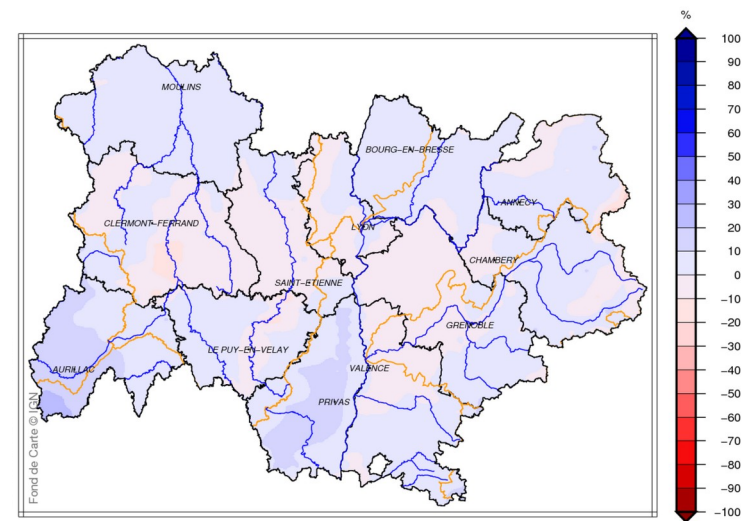 %
MOULINS
BOURG-EN-BRESSE
ANNECY
CLERMONT-FERRAND
LYON
CHAMBERY
SAINT-ETIENNE
GRENOBLE
LE PUY-EN-VELAY
AURILLAC
VALENCE
PRIVAS
Fond de Carte © IGN
100
90
80
70
60
50
40
30
20
10
0
-10
-20
-30
-40
-50
-60
-70
-80
-90
-100